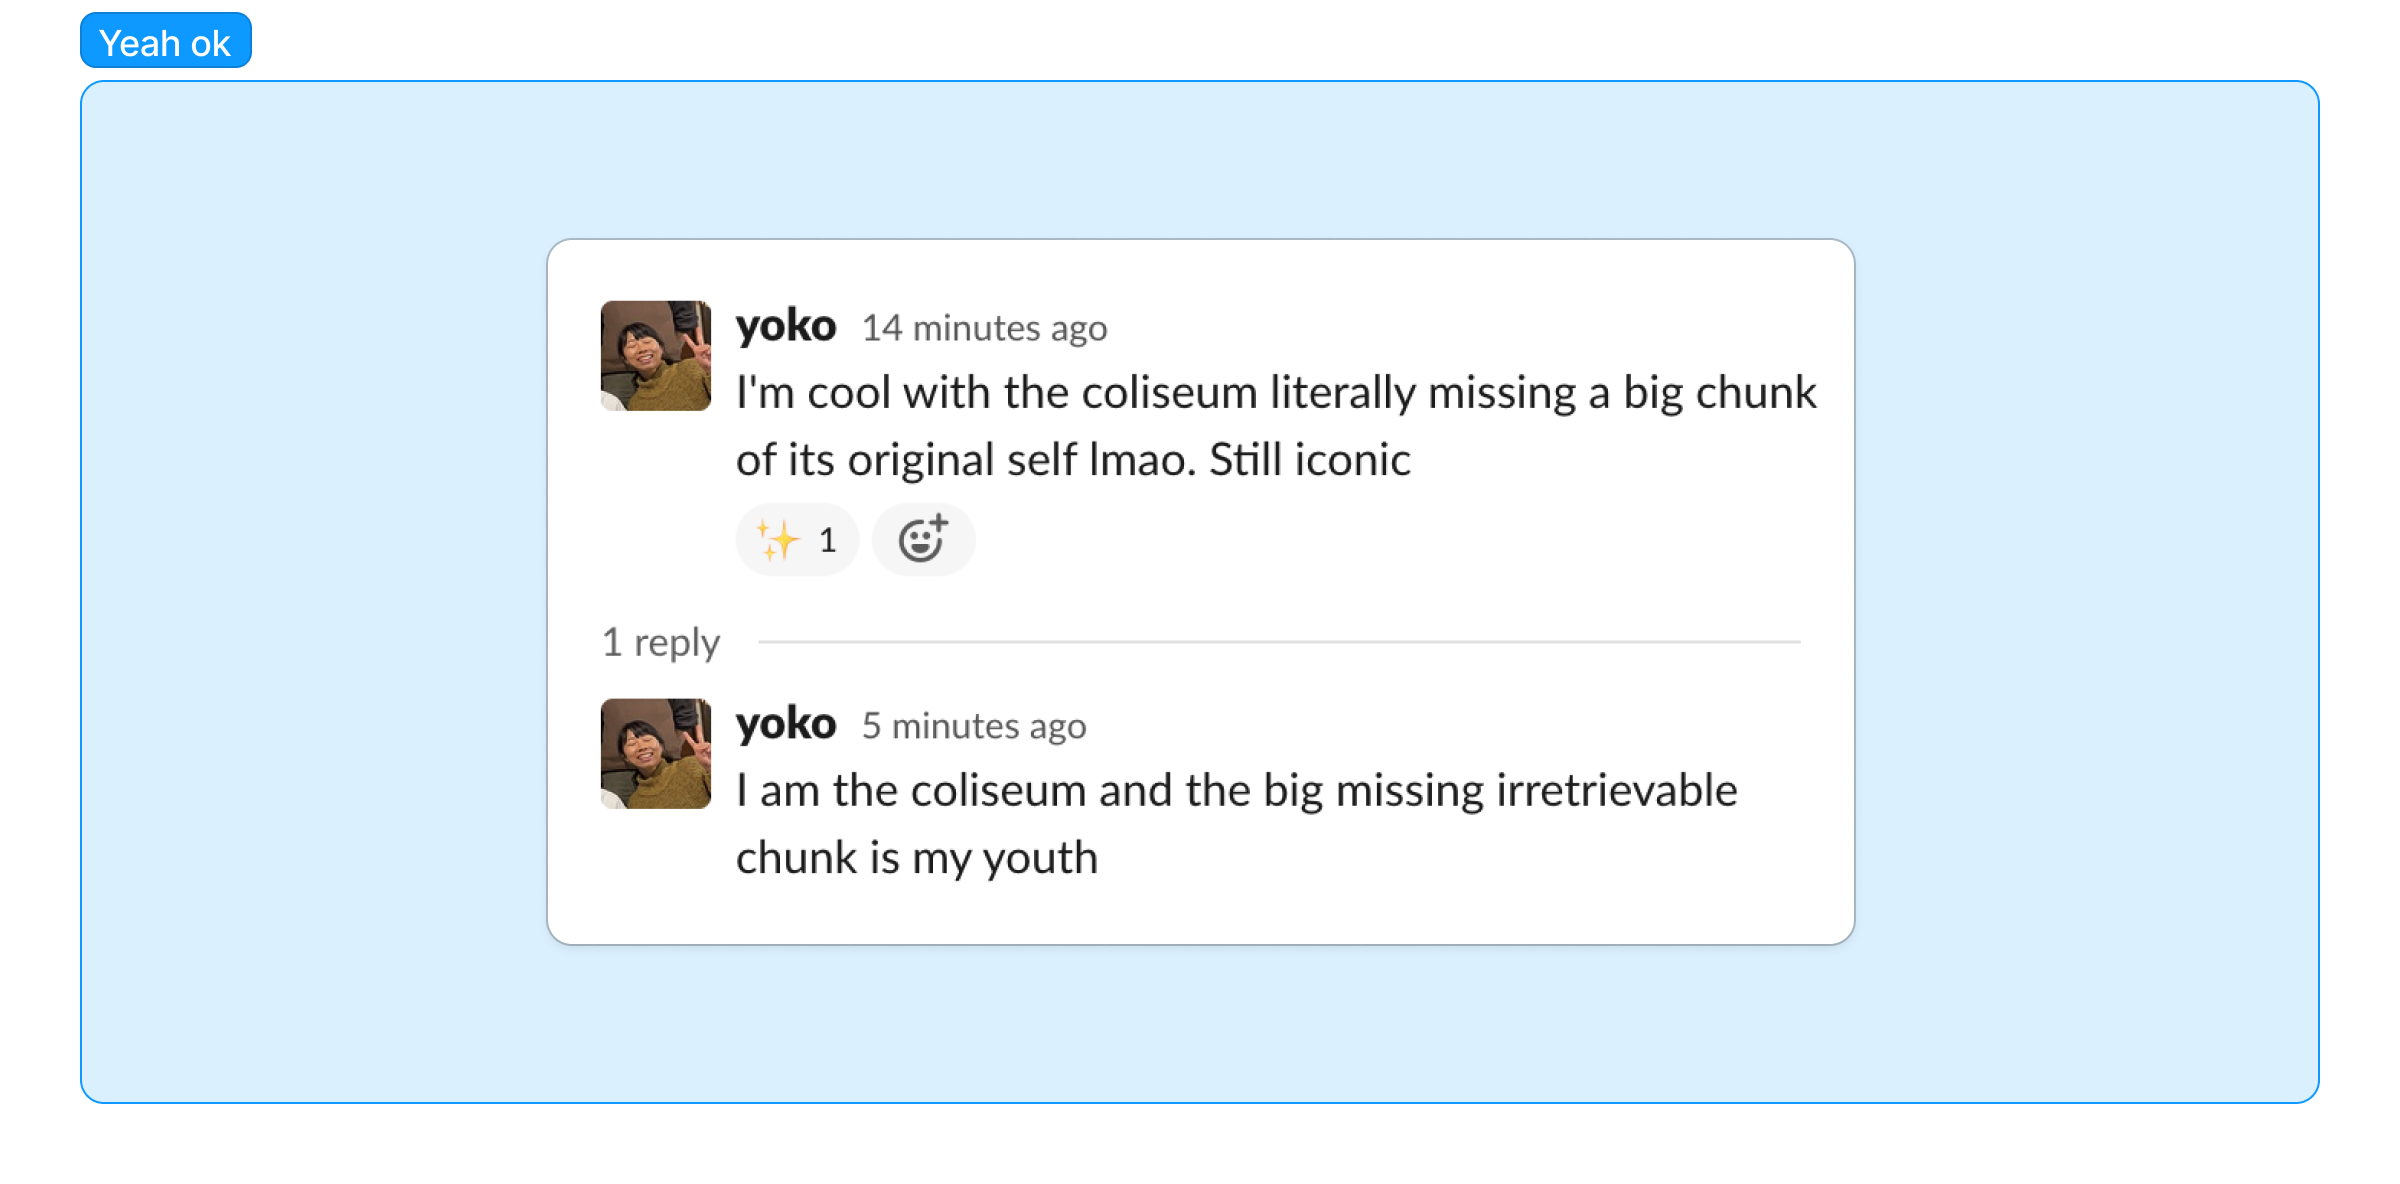 Yeah ok
yoko 14 minutes ago
I'm cool with the coliseum literally missing a big chunk
of its original self lmao. Still iconic
✨ 1
1 reply
yoko 5 minutes ago
I am the coliseum and the big missing irretrievable
chunk is my youth